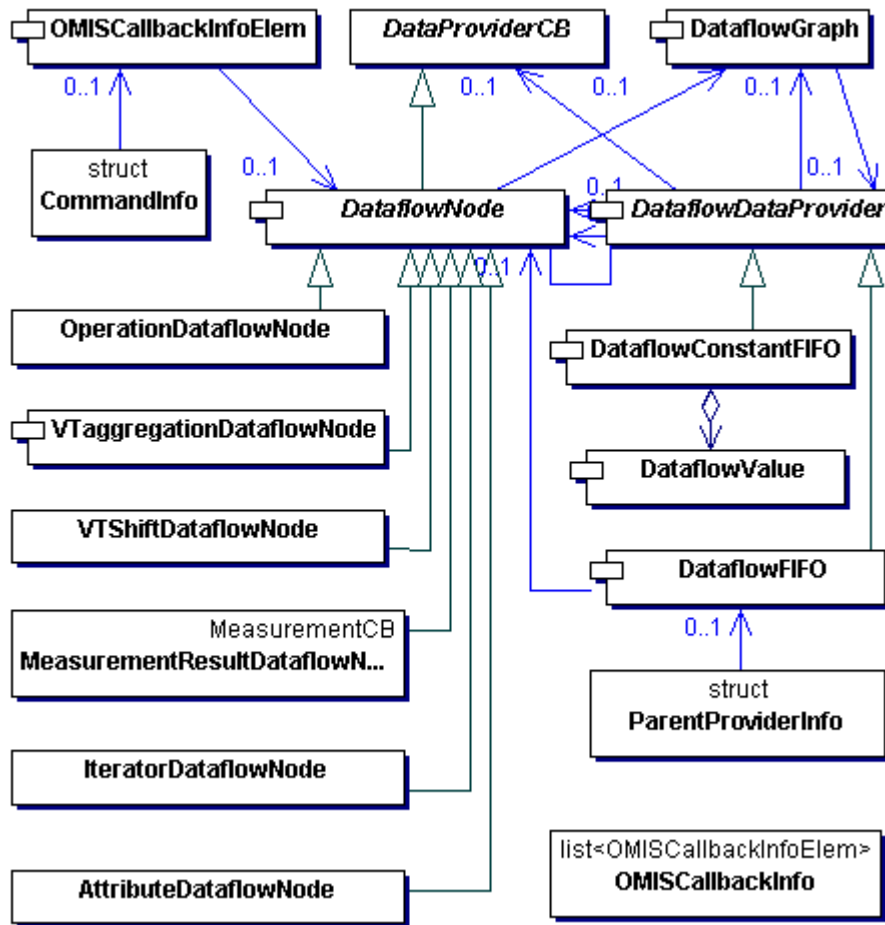 OMISCallbackInfoElem
DataProviderCB
DataflowGraph
0..1
0..1
0..1
0..1
struct
CommandInfo
0..1
0..1
0..1
DataflowNode
DataflowDataProvider
0..1
OperationDataflowNode
DataflowConstantFIFO
VTaggregationDataflowNode
DataflowValue
VTShiftDataflowNode
DataflowFIFO
MeasurementCB
MeasurementResultDataflowN...
0..1
struct
ParentProviderInfo
IteratorDataflowNode
list<OMISCallbackInfoElem>
OMISCallbackInfo
AttributeDataflowNode